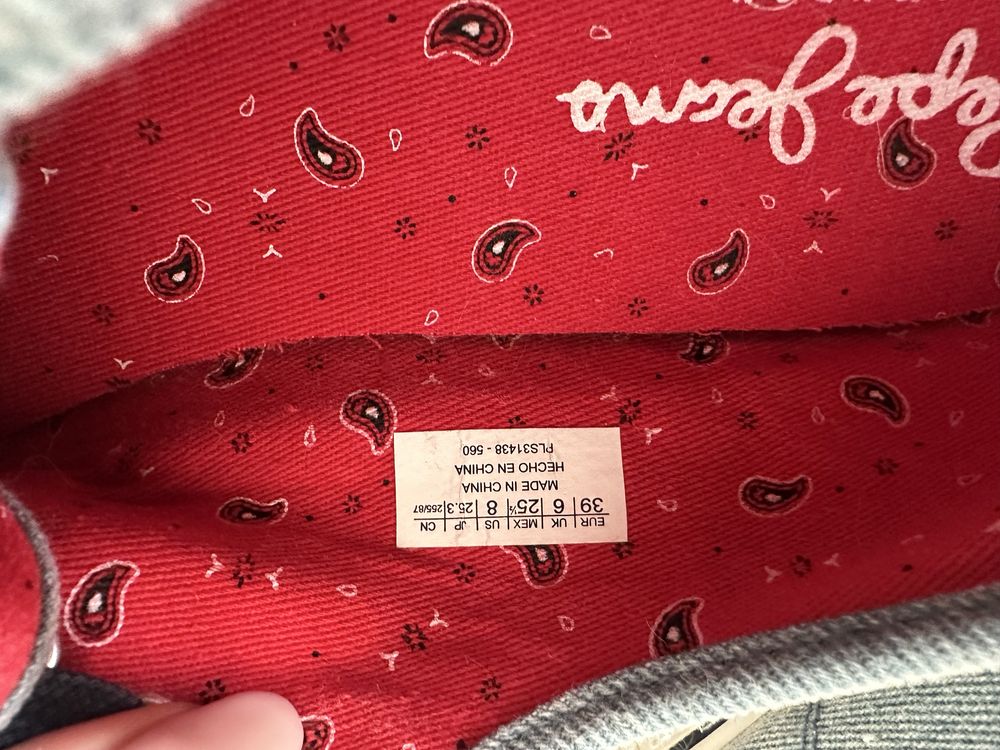 Pepe Jeans
EUR | UK | MEX | US | JP | CN
39 | 6 | 25½ | 8 | 25.3 | 255/87
MADE IN CHINA
HECHO EN CHINA
PLS31438 - 560